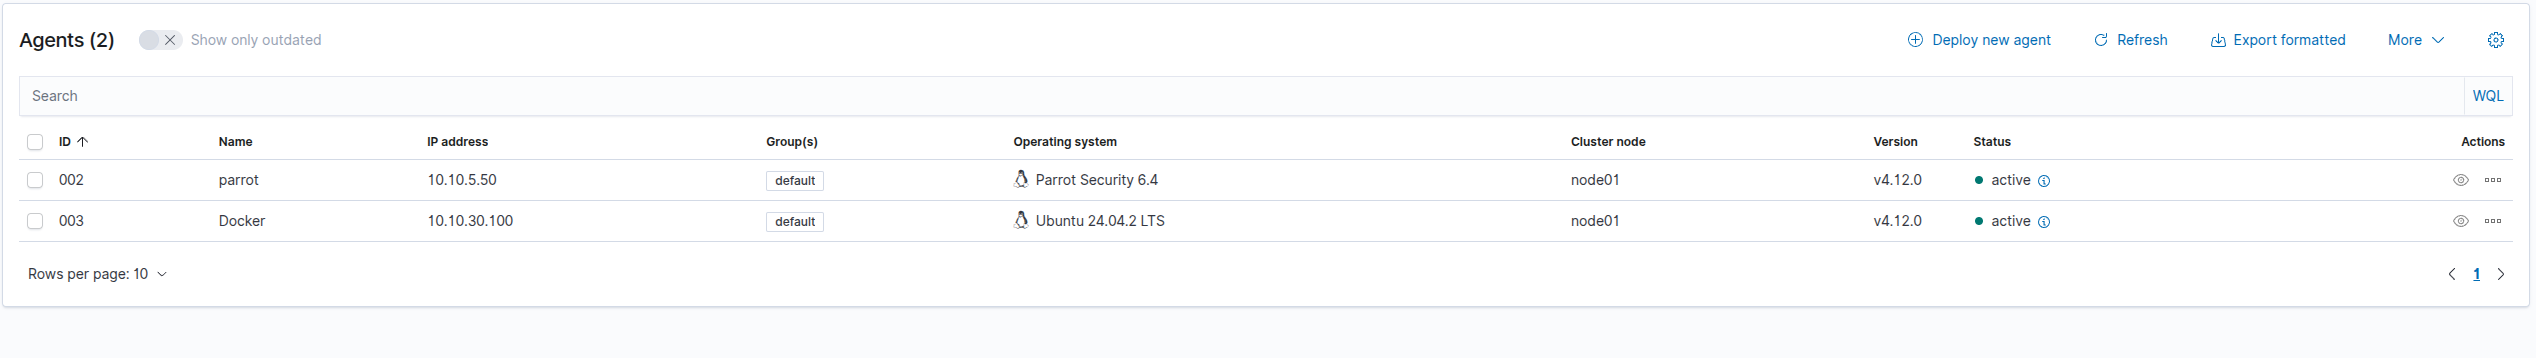 Agents (2) Show only outdated Deploy new agent Refresh Export formatted More
Search WQL
ID Name IP address Group(s) Operating system Cluster node Version Status Actions
002 parrot 10.10.5.50 default Parrot Security 6.4 node01 v4.12.0 active
003 Docker 10.10.30.100 default Ubuntu 24.04.2 LTS node01 v4.12.0 active
Rows per page: 10 1